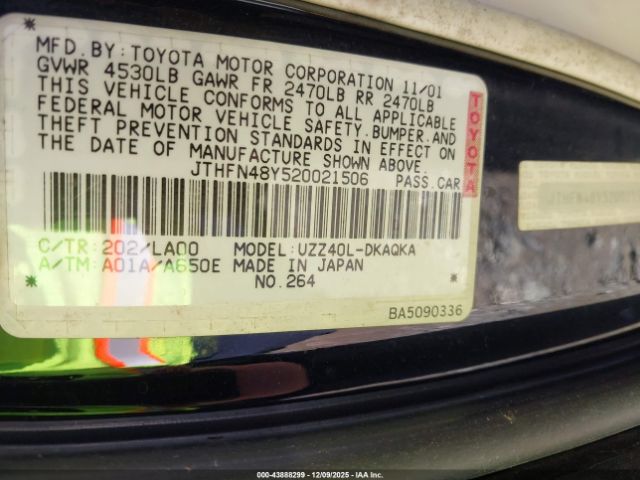 MFD.BY:TOYOTA MOTOR CORPORATION 11/01
GVWR 4530LB GAWR FR 2470LB RR 2470LB
THIS VEHICLE CONFORMS TO ALL APPLICABLE
FEDERAL MOTOR VEHICLE SAFETY.BUMPER.AND
THEFT PREVENTION STANDARDS IN EFFECT ON
THE DATE OF MANUFACTURE SHOWN ABOVE.
JTHFN48Y520021506 PASS.CAR
TOYOTA
C/TR:202/LA00 MODEL:UZZ40L-DKAQKA
A/TM:A01A/A650E MADE IN JAPAN
NO.264
BA5090336
000-43888299 - 12/09/2025 - IAA Inc.